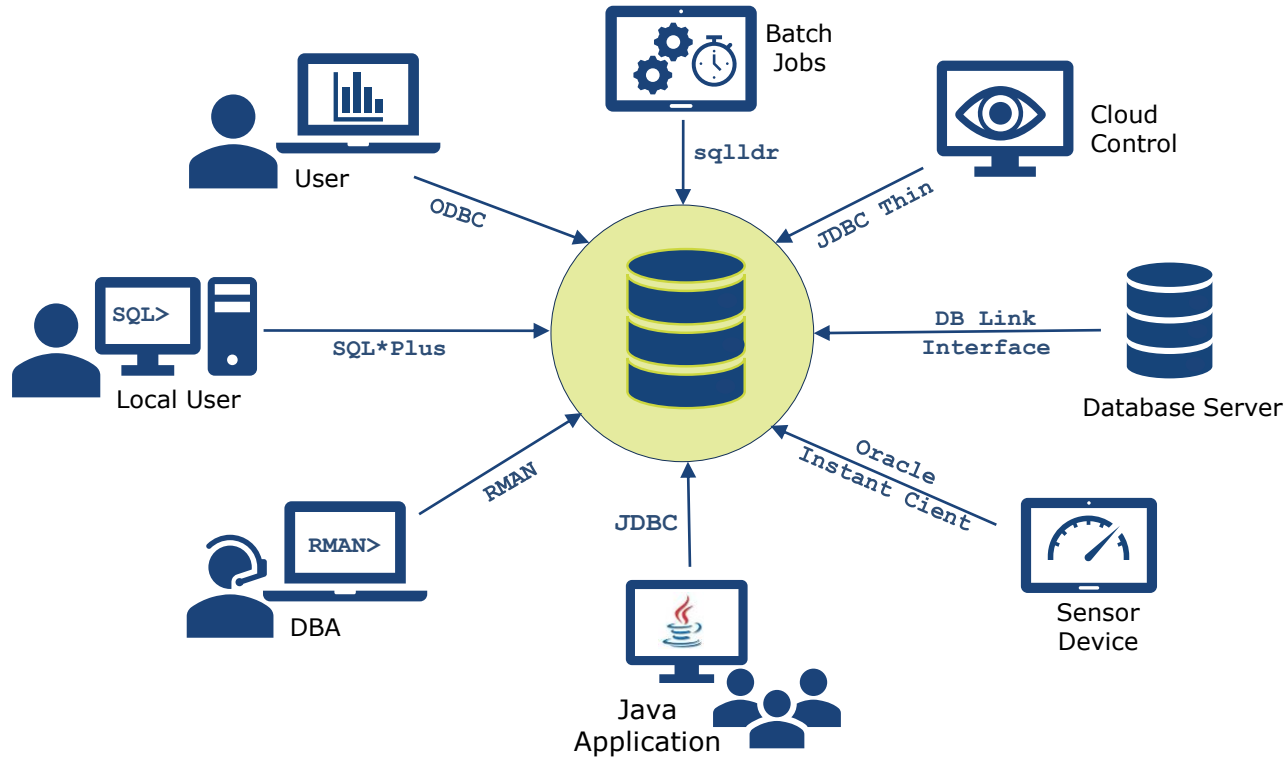 Batch
Jobs
Cloud
Control
User
sqlldr
ODBC
JDBC Thin
SQL>
SQL*Plus
Local User
DB Link
Interface
Database Server
RMAN
Oracle
Instant Cient
RMAN>
DBA
JDBC
Sensor
Device
Java
Application